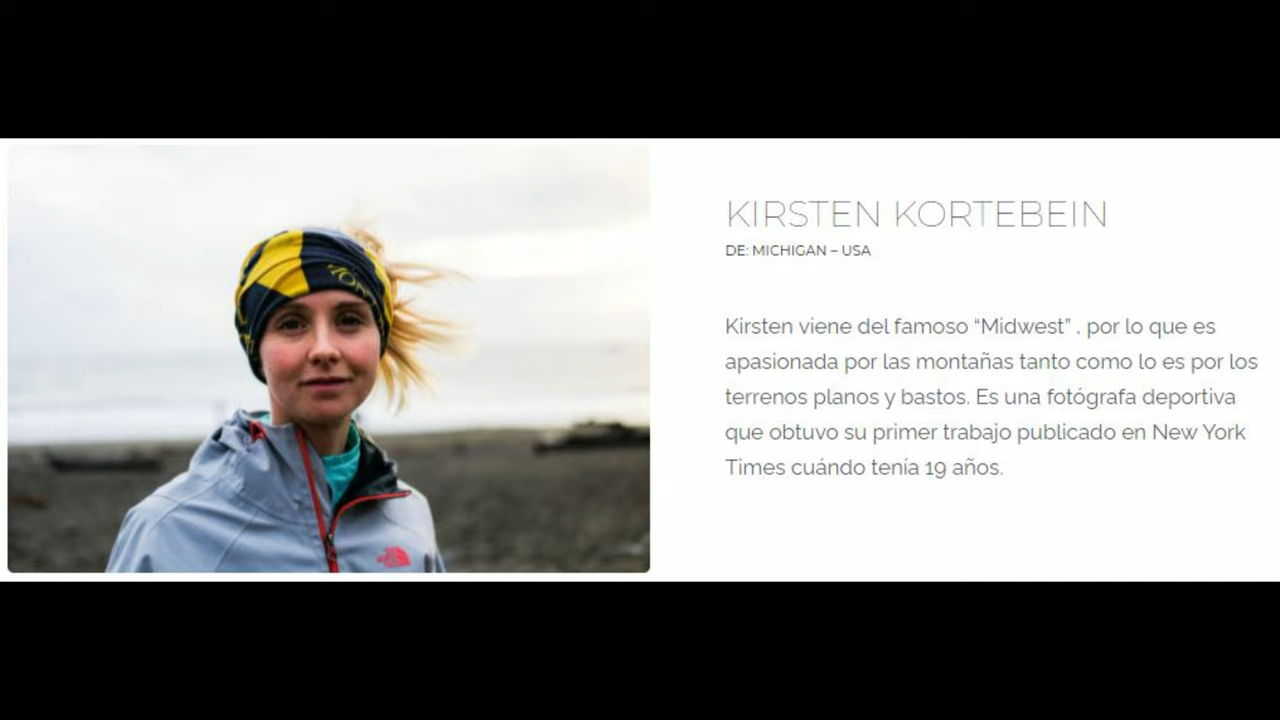 KIRSTEN KORTEBEIN
DE: MICHIGAN – USA
Kirsten viene del famoso “Midwest” , por lo que es
apasionada por las montañas tanto como lo es por los
terrenos planos y bastos. Es una fotógrafa deportiva
que obtuvo su primer trabajo publicado en New York
Times cuándo tenía 19 años.